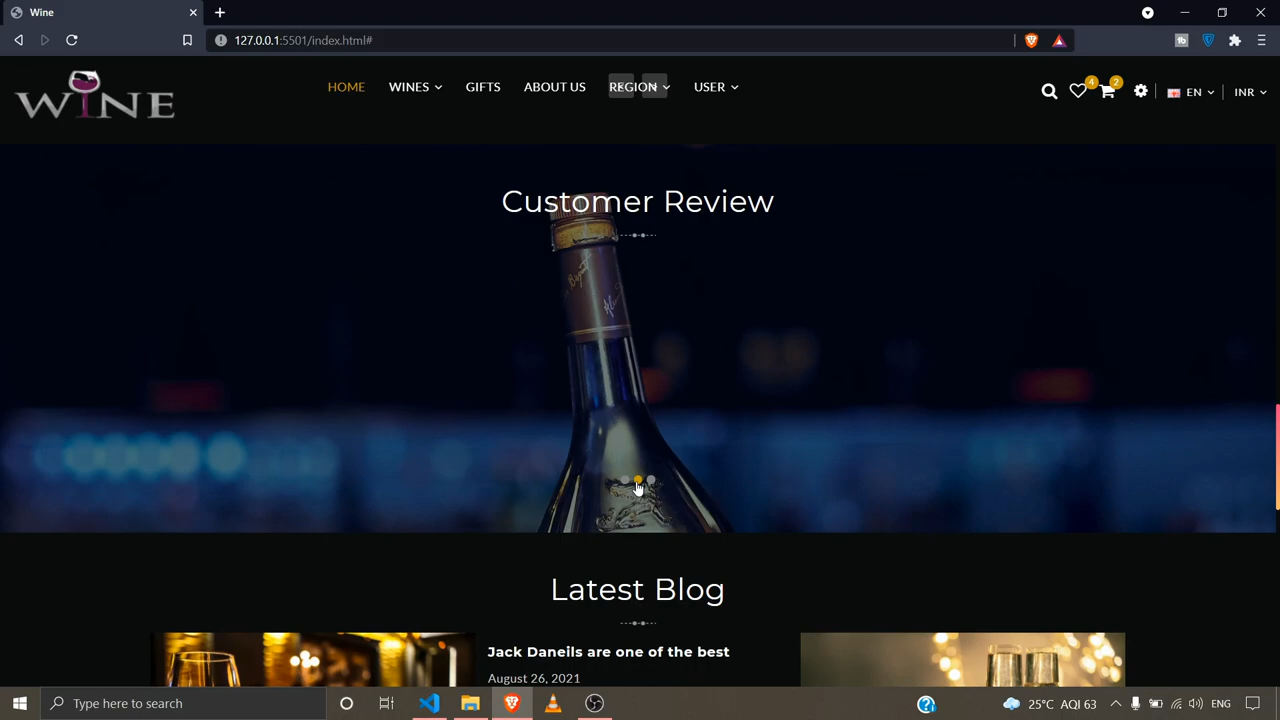 Wine
127.0.0.1:5501/index.html#
WINE
HOME
WINES
GIFTS
ABOUT US
REGION
USER
4
2
EN
INR
Customer Review
Latest Blog
Jack Daneils are one of the best
August 26, 2021
Type here to search
25°C AQI 63
ENG